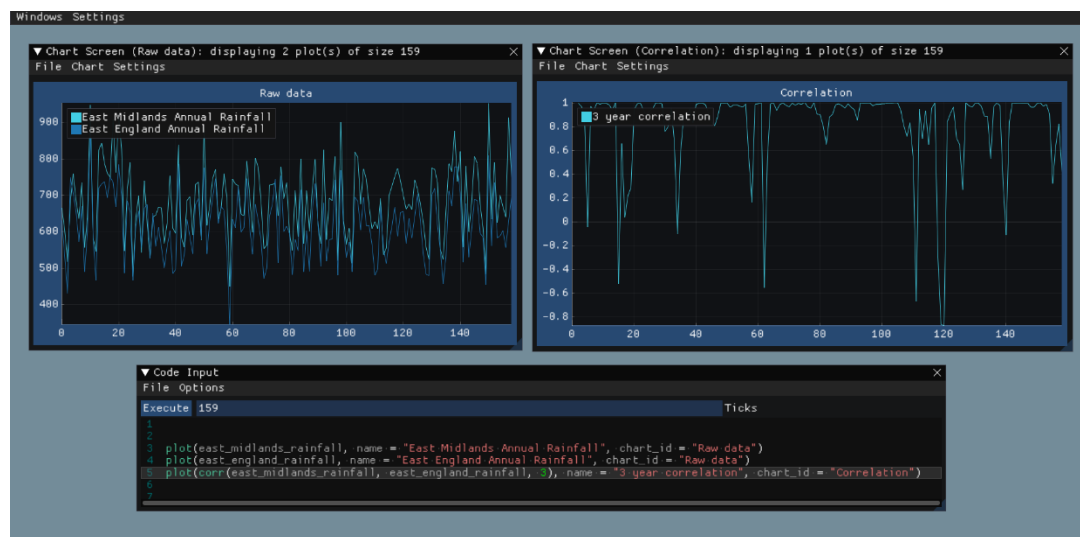 Windows Settings
Chart Screen (Raw data): displaying 2 plot(s) of size 159
File Chart Settings
Raw data
East Midlands Annual Rainfall
East England Annual Rainfall
900
800
700
600
500
400
0 20 40 60 80 100 120 140
Chart Screen (Correlation): displaying 1 plot(s) of size 159
File Chart Settings
Correlation
3 year correlation
1
0.8
0.6
0.4
0.2
0
-0.2
-0.4
-0.6
-0.8
0 20 40 60 80 100 120 140
Code Input
File Options
Execute 159 Ticks
1
2
3 plot(east_midlands_rainfall, name = "East Midlands Annual Rainfall", chart_id = "Raw data")
4 plot(east_england_rainfall, name = "East England Annual Rainfall", chart_id = "Raw data")
5 plot(corr(east_midlands_rainfall, east_england_rainfall, 3), name = "3 year correlation", chart_id = "Correlation")
6
7